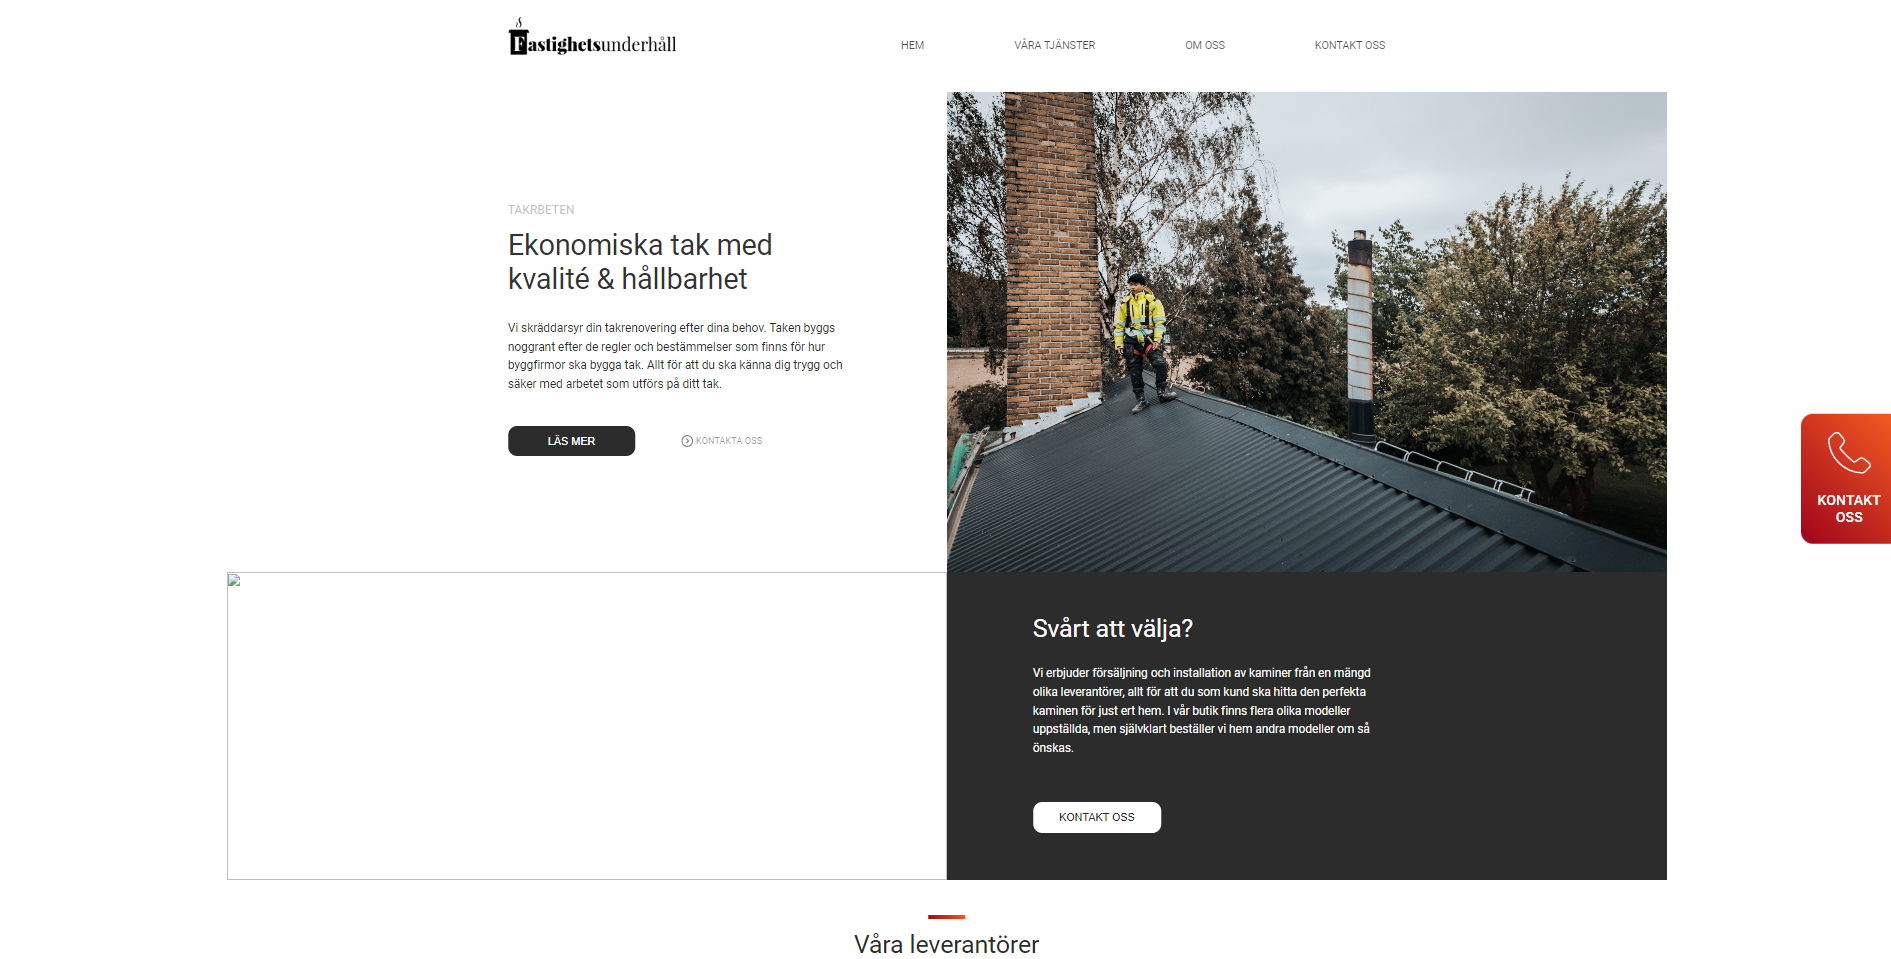 Fastighetsunderhåll
HEM
VÅRA TJÄNSTER
OM OSS
KONTAKT OSS
TAKRBETEN
Ekonomiska tak med
kvalité & hållbarhet
Vi skräddarsyr din takrenovering efter dina behov. Taken byggs
noggrant efter de regler och bestämmelser som finns för hur
byggfirmor ska bygga tak. Allt för att du ska känna dig trygg och
säker med arbetet som utförs på ditt tak.
LÄS MER
KONTAKTA OSS
KONTAKT
OSS
Svårt att välja?
Vi erbjuder försäljning och installation av kaminer från en mängd
olika leverantörer, allt för att du som kund ska hitta den perfekta
kaminen för just ert hem. I vår butik finns flera olika modeller
uppställda, men självklart beställer vi hem andra modeller om så
önskas.
KONTAKT OSS
Våra leverantörer